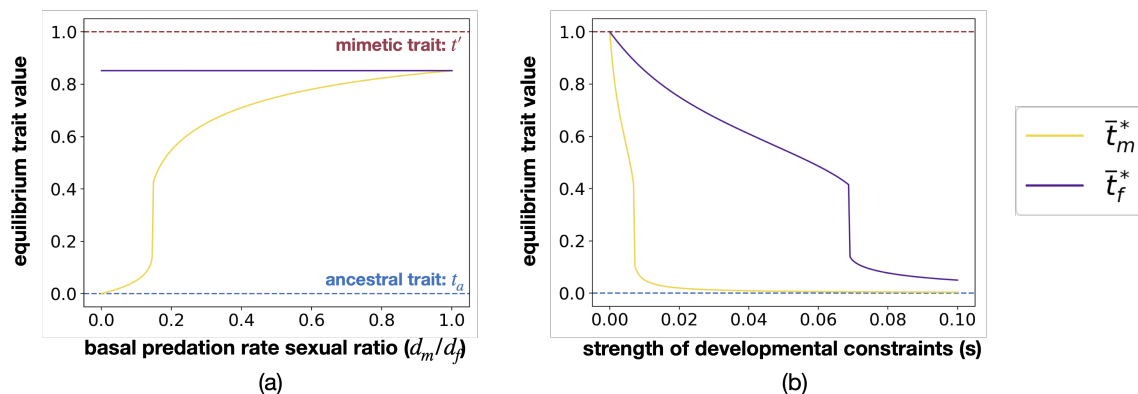 equilibrium trait value
1.0
0.8
0.6
0.4
0.2
0.0
mimetic trait: t′
ancestral trait: tₐ
0.0 0.2 0.4 0.6 0.8 1.0
basal predation rate sexual ratio (dₘ/d_f)
(a)
equilibrium trait value
1.0
0.8
0.6
0.4
0.2
0.0
0.00 0.02 0.04 0.06 0.08 0.10
strength of developmental constraints (s)
(b)
t̄*ₘ
t̄*_f